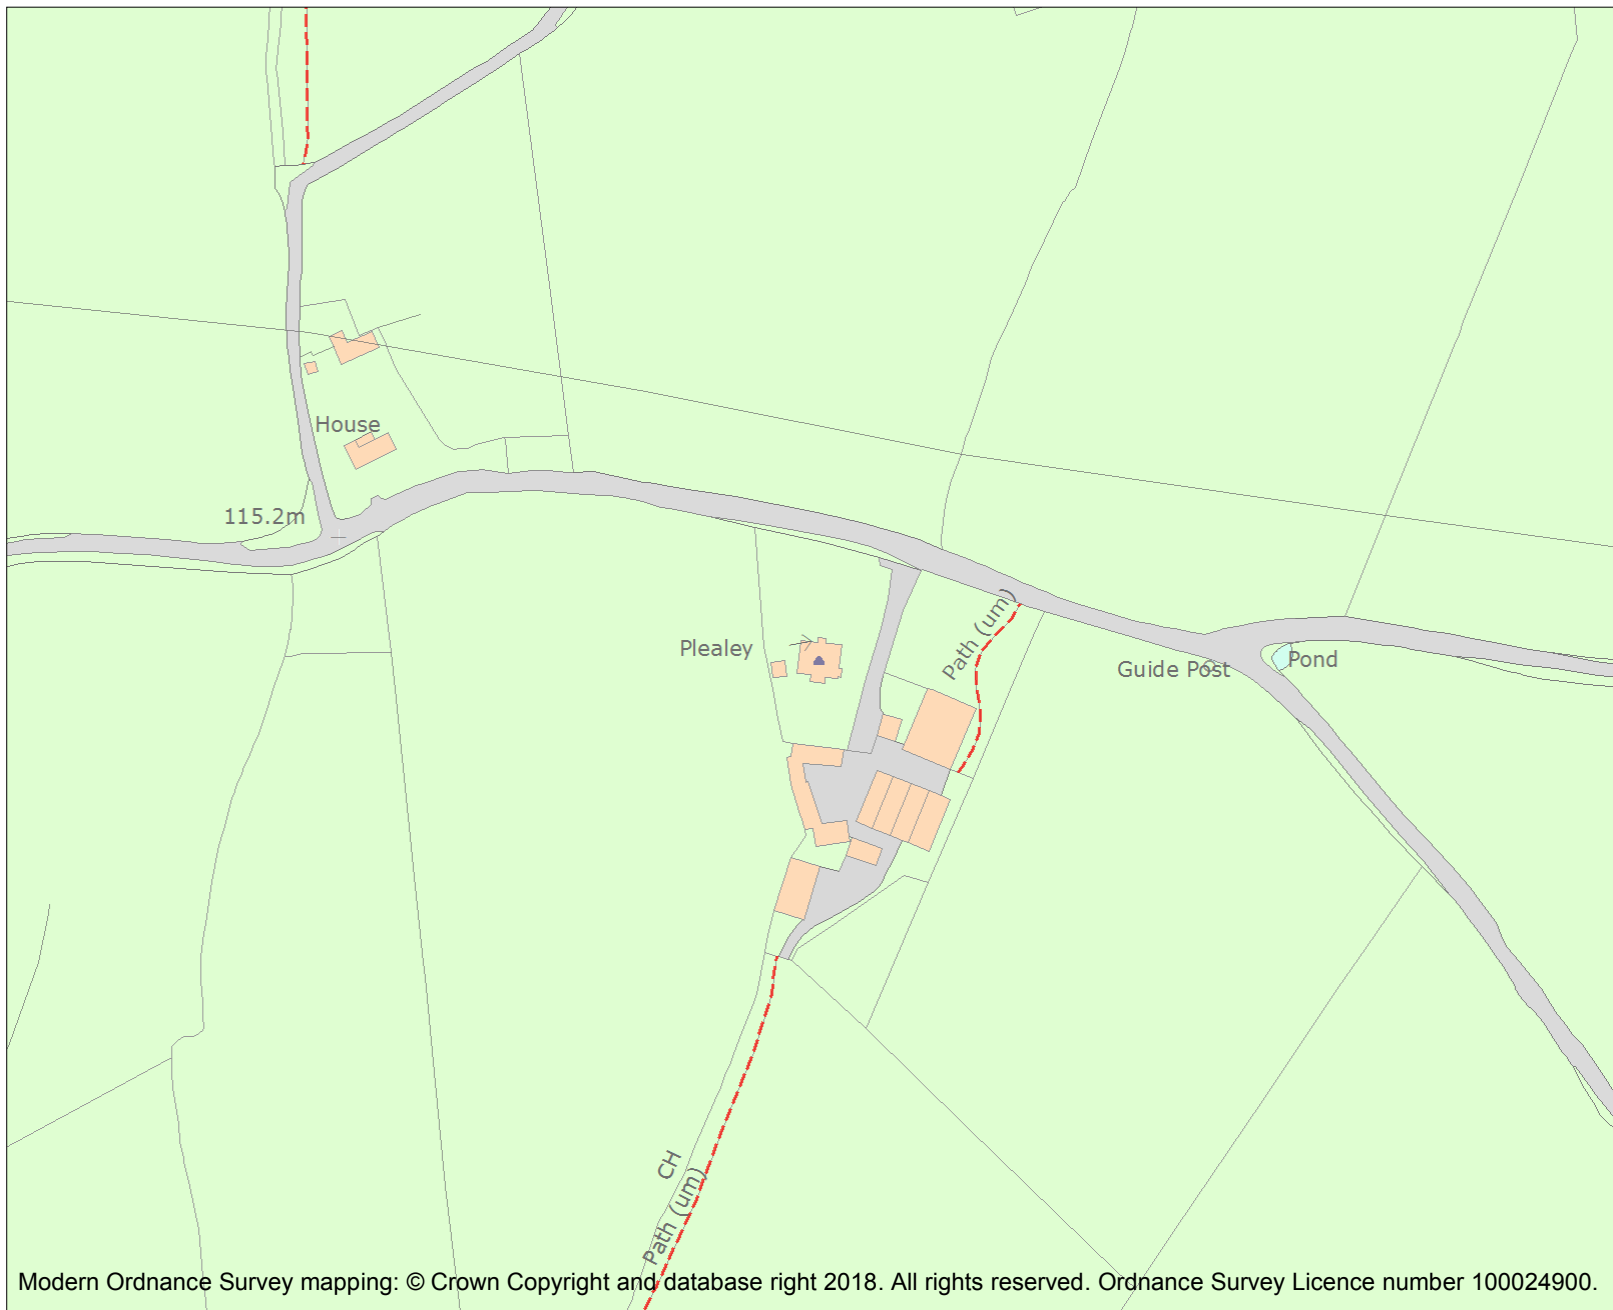 House
115.2m
Path (um)
Plealey
Guide Post
Pond
CH
Path (um)
Modern Ordnance Survey mapping: © Crown Copyright and database right 2018. All rights reserved. Ordnance Survey Licence number 100024900.